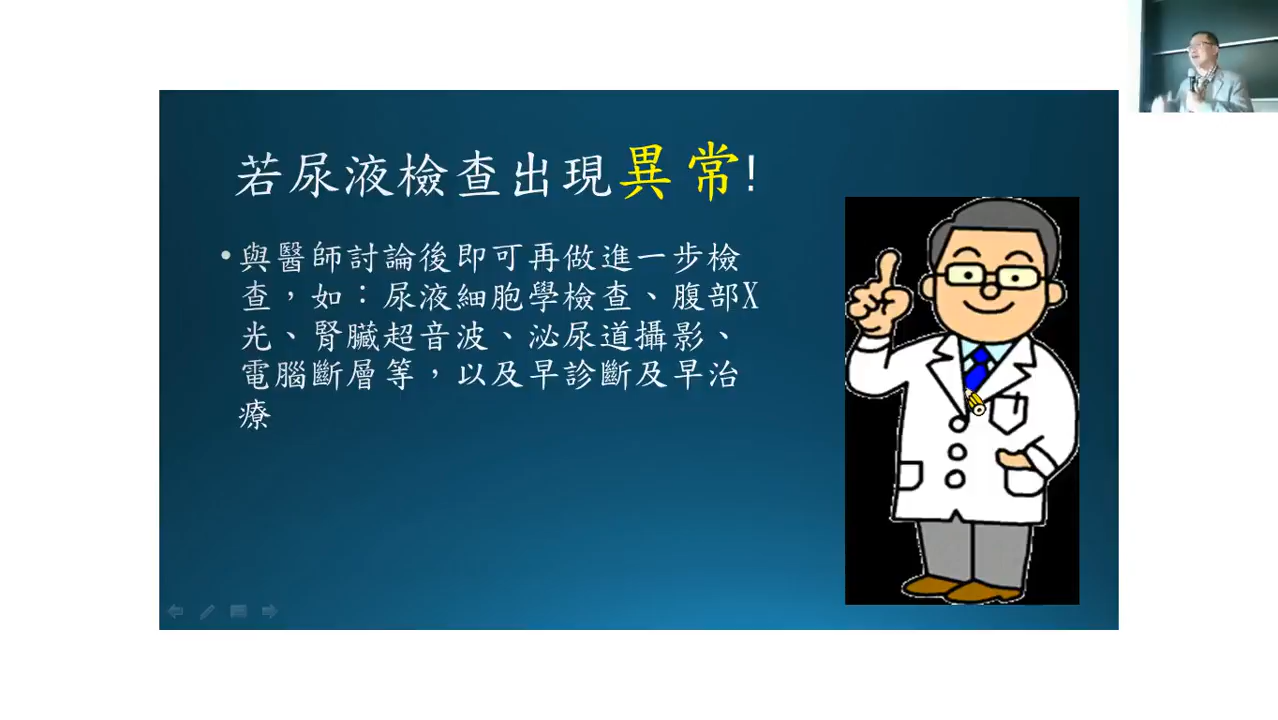 若尿液檢查出現異常!
•與醫師討論後即可再做進一步檢
查，如：尿液細胞學檢查、腹部X
光、腎臟超音波、泌尿道攝影、
電腦斷層等，以及早診斷及早治
療